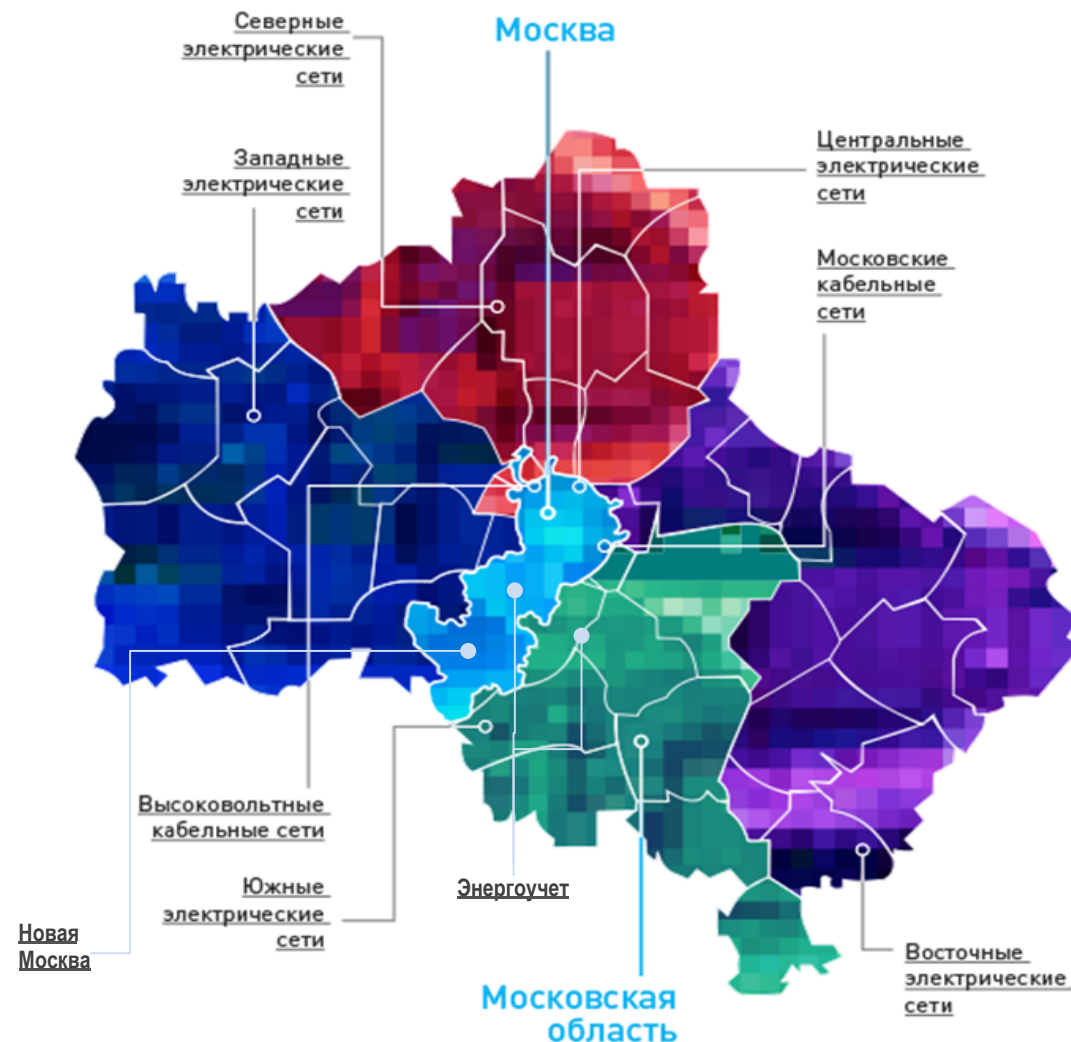 Северные
электрические
сети
Москва
Западные
электрические
сети
Центральные
электрические
сети
Московские
кабельные
сети
Высоковольтные
кабельные сети
Южные
электрические
сети
Энергоучет
Новая
Москва
Московская
область
Восточные
электрические
сети